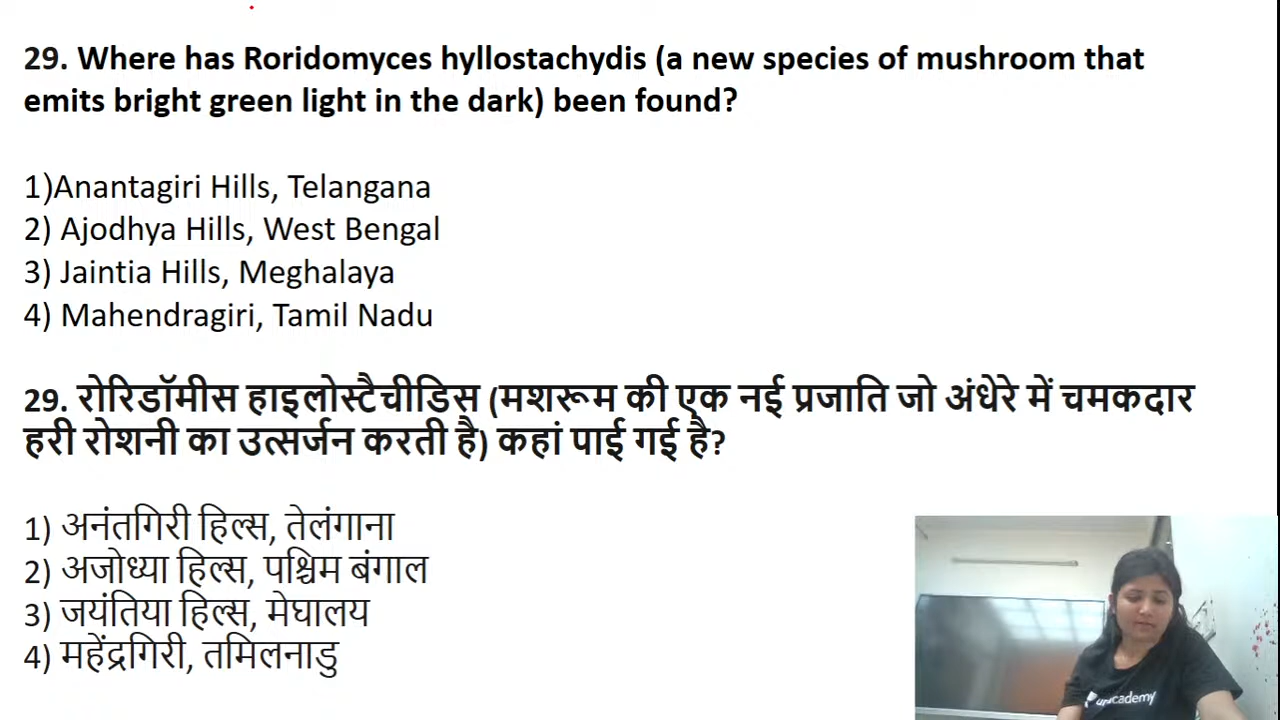 29. Where has Roridomyces hyllostachydis (a new species of mushroom that
emits bright green light in the dark) been found?
1)Anantagiri Hills, Telangana
2) Ajodhya Hills, West Bengal
3) Jaintia Hills, Meghalaya
4) Mahendragiri, Tamil Nadu
29. रोरिडॉमीस हाइलोस्टैचीडिस (मशरूम की एक नई प्रजाति जो अंधेरे में चमकदार
हरी रोशनी का उत्सर्जन करती है) कहां पाई गई है?
1) अनंतगिरी हिल्स, तेलंगाना
2) अजोध्या हिल्स, पश्चिम बंगाल
3) जयंतिया हिल्स, मेघालय
4) महेंद्रगिरी, तमिलनाडु